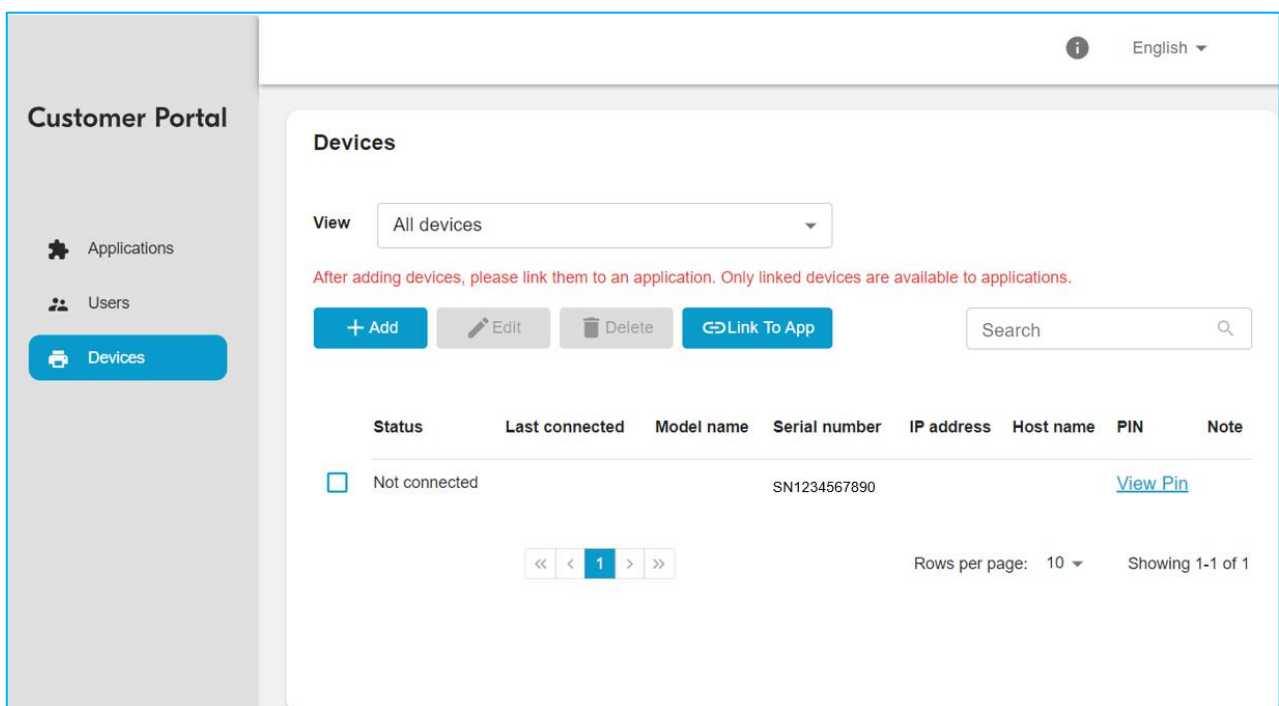 English
Customer Portal
Devices
View All devices
Applications
After adding devices, please link them to an application. Only linked devices are available to applications.
Users
Add Edit Delete Link To App Search
Devices
Status Last connected Model name Serial number IP address Host name PIN Note
Not connected SN1234567890 View Pin
« < 1 > » Rows per page: 10 Showing 1-1 of 1